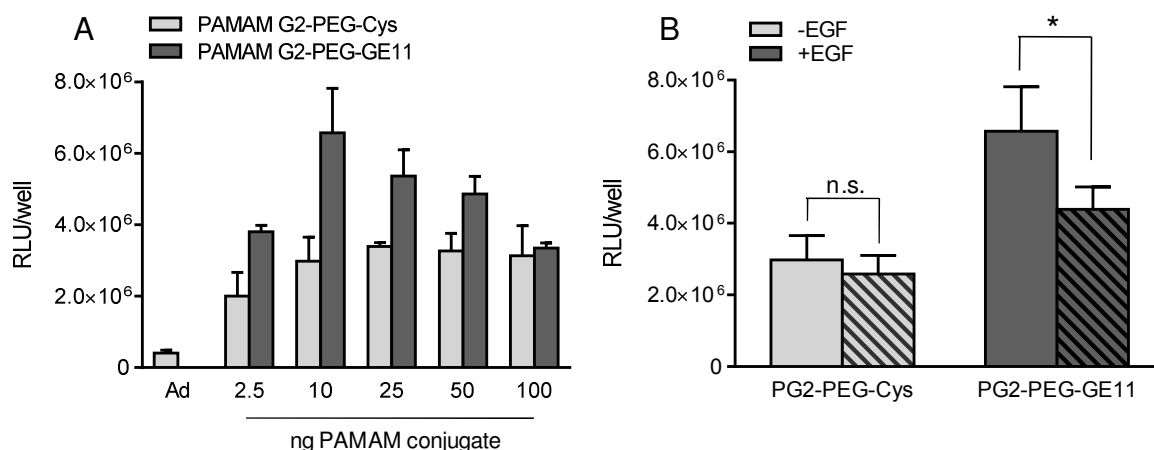 A
PAMAM G2-PEG-Cys
PAMAM G2-PEG-GE11
RLU/well
8.0×10⁶
6.0×10⁶
4.0×10⁶
2.0×10⁶
0
Ad 2.5 10 25 50 100
ng PAMAM conjugate
B
-EGF
+EGF
*
n.s.
RLU/well
8.0×10⁶
6.0×10⁶
4.0×10⁶
2.0×10⁶
0
PG2-PEG-Cys PG2-PEG-GE11